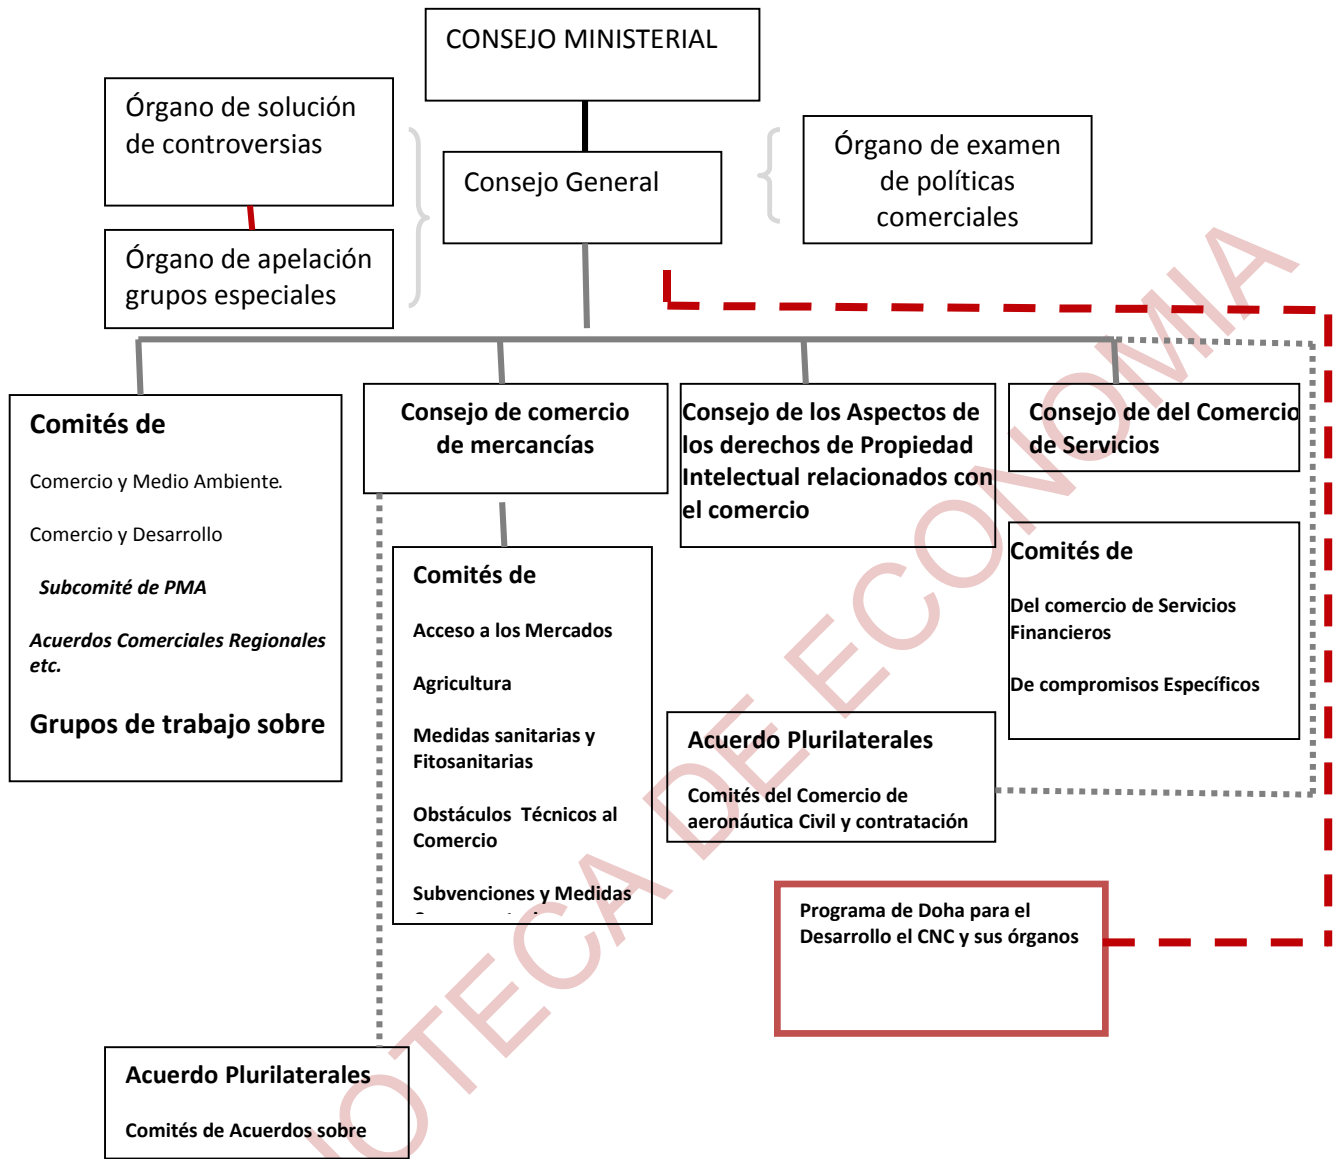 CONSEJO MINISTERIAL
Órgano de solución
de controversias
Órgano de examen
de políticas
comerciales
Consejo General
Órgano de apelación
grupos especiales
Comités de
Comercio y Medio Ambiente.
Comercio y Desarrollo
Subcomité de PMA
Acuerdos Comerciales Regionales
etc.
Grupos de trabajo sobre
Consejo de comercio
de mercancías
Comités de
Acceso a los Mercados
Agricultura
Medidas sanitarias y
Fitosanitarias
Obstáculos Técnicos al
Comercio
Subvenciones y Medidas
Consejo de los Aspectos de
los derechos de Propiedad
Intelectual relacionados con
el comercio
Consejo de del Comercio
de Servicios
Comités de
Del comercio de Servicios
Financieros
De compromisos Específicos
Acuerdo Plurilaterales
Comités del Comercio de
aeronáutica Civil y contratación
Programa de Doha para el
Desarrollo el CNC y sus órganos
Acuerdo Plurilaterales
Comités de Acuerdos sobre
IOTECA DE ECONOMIA